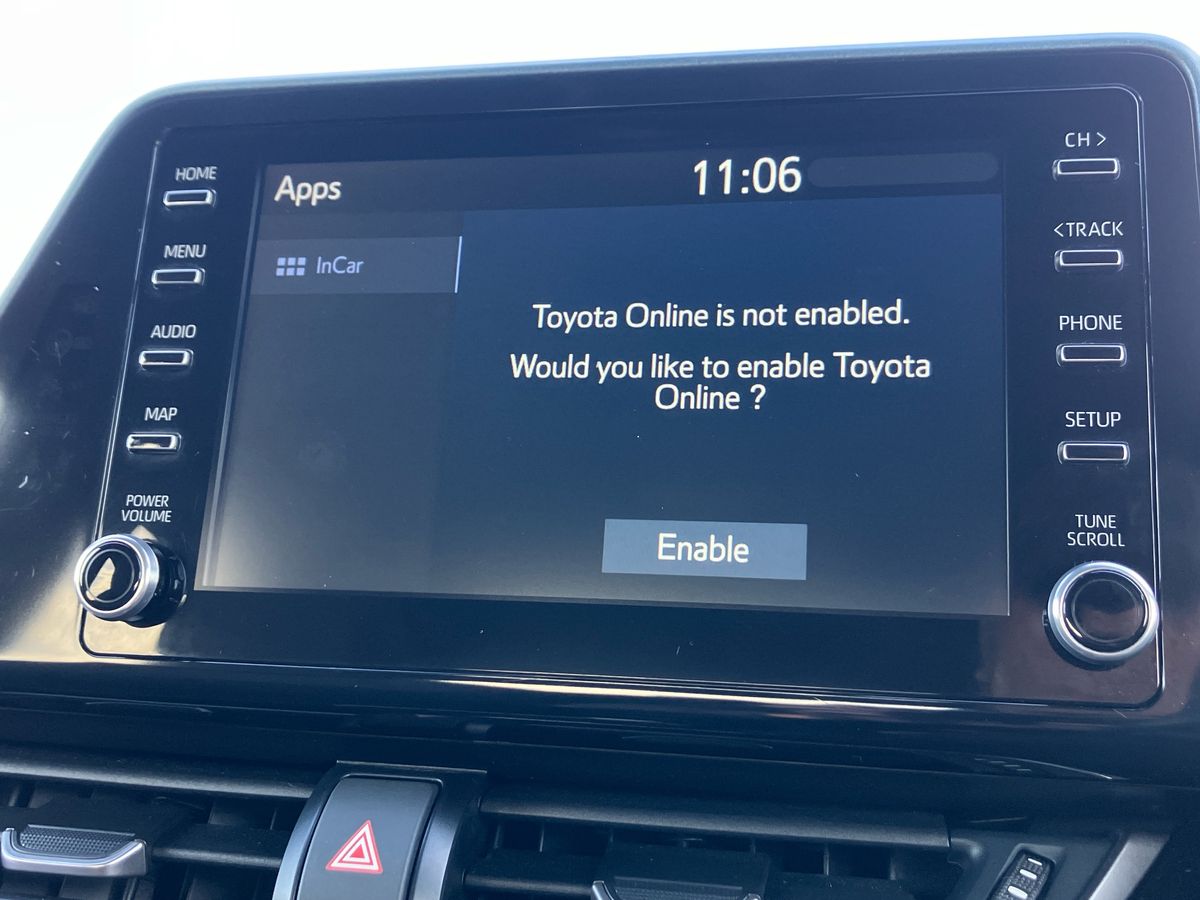 Apps
11:06
InCar
Toyota Online is not enabled.
Would you like to enable Toyota
Online ?
Enable
HOME
MENU
AUDIO
MAP
POWER
VOLUME
CH >
<TRACK
PHONE
SETUP
TUNE
SCROLL